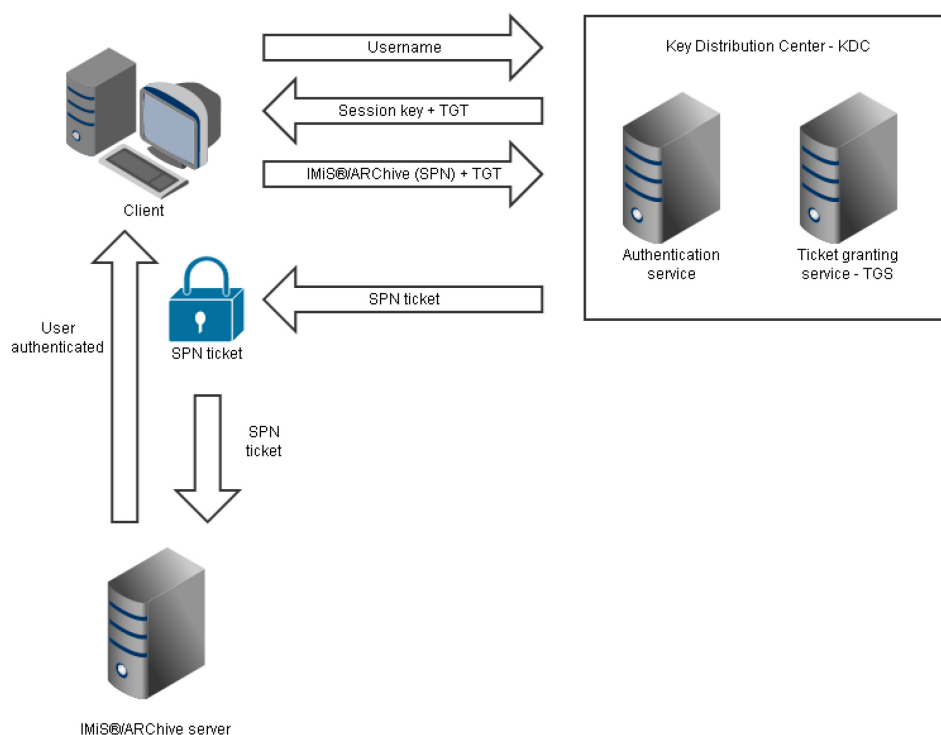 Username
Key Distribution Center - KDC
Session key + TGT
IMiS®/ARChive (SPN) + TGT
Client
Authentication
service
Ticket granting
service - TGS
SPN ticket
User
authenticated
SPN ticket
SPN
ticket
IMiS®/ARChive server